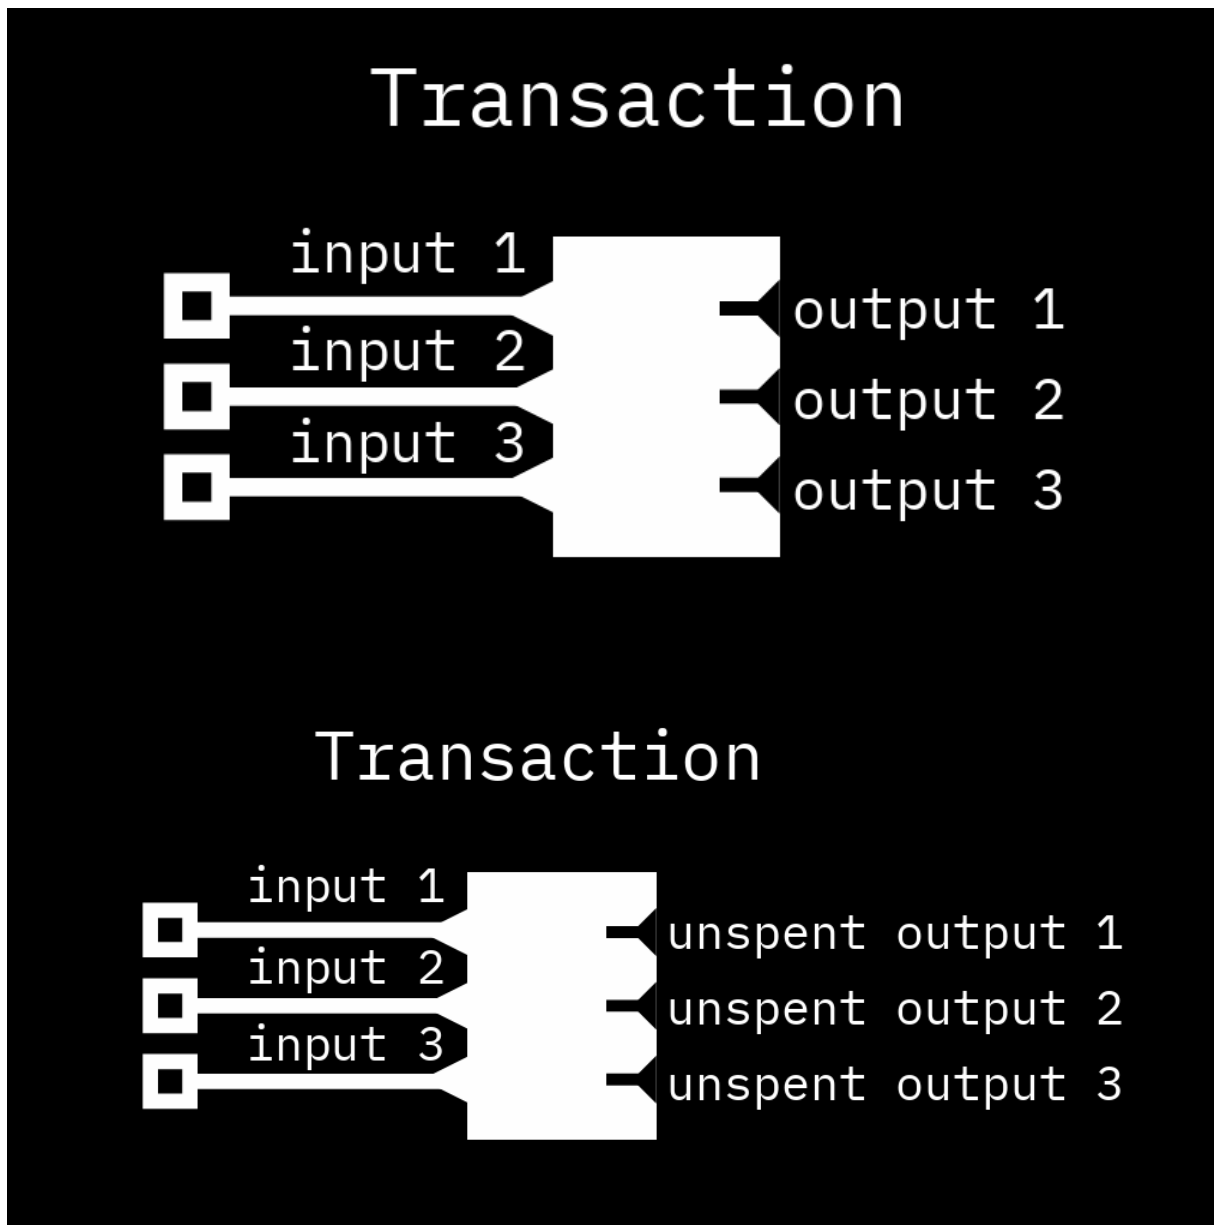 Transaction
input 1
output 1
input 2
output 2
input 3
output 3
Transaction
input 1
unspent output 1
input 2
unspent output 2
input 3
unspent output 3